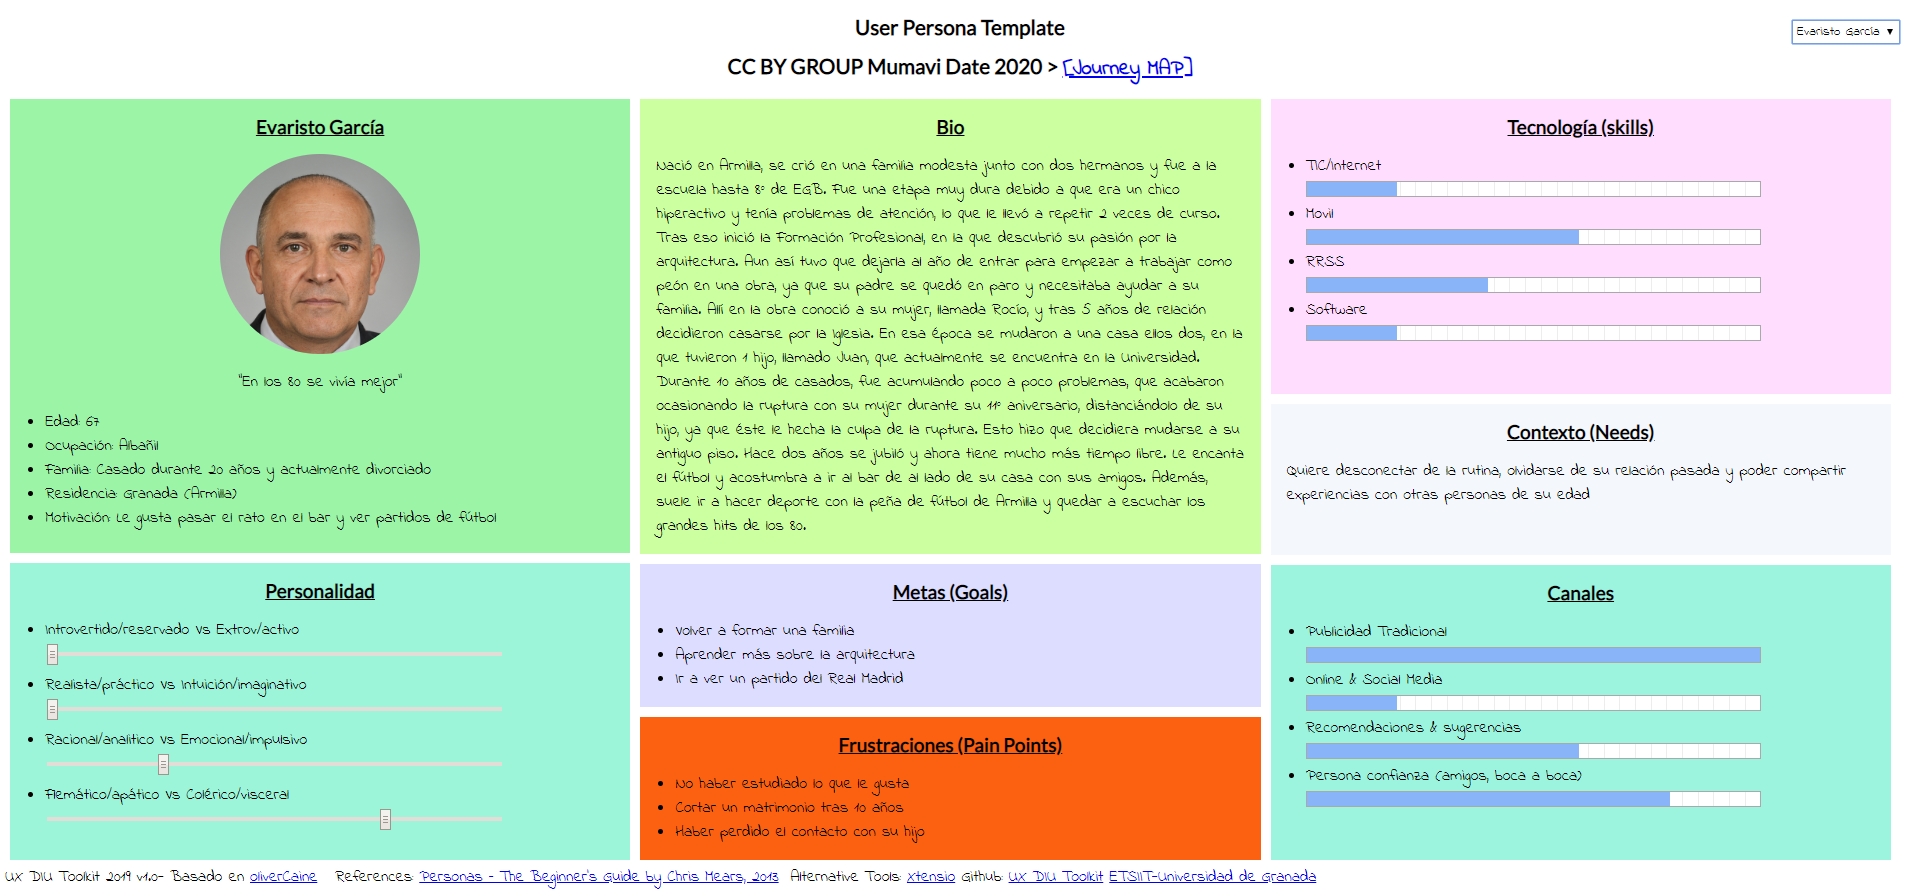 User Persona Template
Evaristo García ▼
CC BY GROUP Mumavi Date 2020 > [Journey MAP]
Evaristo García
"En los 80 se vivía mejor"
• Edad: 67
• Ocupación: Albañil
• Familia: Casado durante 20 años y actualmente divorciado
• Residencia: Granada (Armilla)
• Motivación: Le gusta pasar el rato en el bar y ver partidos de fútbol
Bio
Nació en Armilla, se crió en una familia modesta junto con dos hermanos y fue a la
escuela hasta 8º de EGB. Fue una etapa muy dura debido a que era un chico
hiperactivo y tenía problemas de atención, lo que le llevó a repetir 2 veces de curso.
Tras eso inició la Formación Profesional, en la que descubrió su pasión por la
arquitectura. Aun así tuvo que dejarla al año de entrar para empezar a trabajar como
peón en una obra, ya que su padre se quedó en paro y necesitaba ayudar a su
familia. Allí en la obra conoció a su mujer, llamada Rocío, y tras 5 años de relación
decidieron casarse por la Iglesia. En esa época se mudaron a una casa ellos dos, en la
que tuvieron 1 hijo, llamado Juan, que actualmente se encuentra en la Universidad.
Durante 10 años de casados, fue acumulando poco a poco problemas, que acabaron
ocasionando la ruptura con su mujer durante su 11º aniversario, distanciándolo de su
hijo, ya que éste le hecha la culpa de la ruptura. Esto hizo que decidiera mudarse a su
antiguo piso. Hace dos años se jubiló y ahora tiene mucho más tiempo libre. Le encanta
el fútbol y acostumbra a ir al bar de al lado de su casa con sus amigos. Además,
suele ir a hacer deporte con la peña de fútbol de Armilla y quedar a escuchar los
grandes hits de los 80.
Tecnología (skills)
• TIC/Internet
• Movil
• RRSS
• Software
Contexto (Needs)
Quiere desconectar de la rutina, olvidarse de su relación pasada y poder compartir
experiencias con otras personas de su edad
Personalidad
• Introvertido/reservado Vs Extrov/activo
• Realista/práctico Vs Intuición/imaginativo
• Racional/analítico Vs Emocional/impulsivo
• Flemático/apático Vs Colérico/visceral
Metas (Goals)
• Volver a formar una familia
• Aprender más sobre la arquitectura
• Ir a ver un partido del Real Madrid
Frustraciones (Pain Points)
• No haber estudiado lo que le gusta
• Cortar un matrimonio tras 10 años
• Haber perdido el contacto con su hijo
Canales
• Publicidad Tradicional
• Online & Social Media
• Recomendaciones & sugerencias
• Persona confianza (amigos, boca a boca)
UX DIU Toolkit 2019 v1.0- Basado en oliverCaine References: Personas - The Beginner's Guide by Chris Mears, 2013 Alternative Tools: Xtensio Github: UX DIU Toolkit ETSIIT-Universidad de Granada